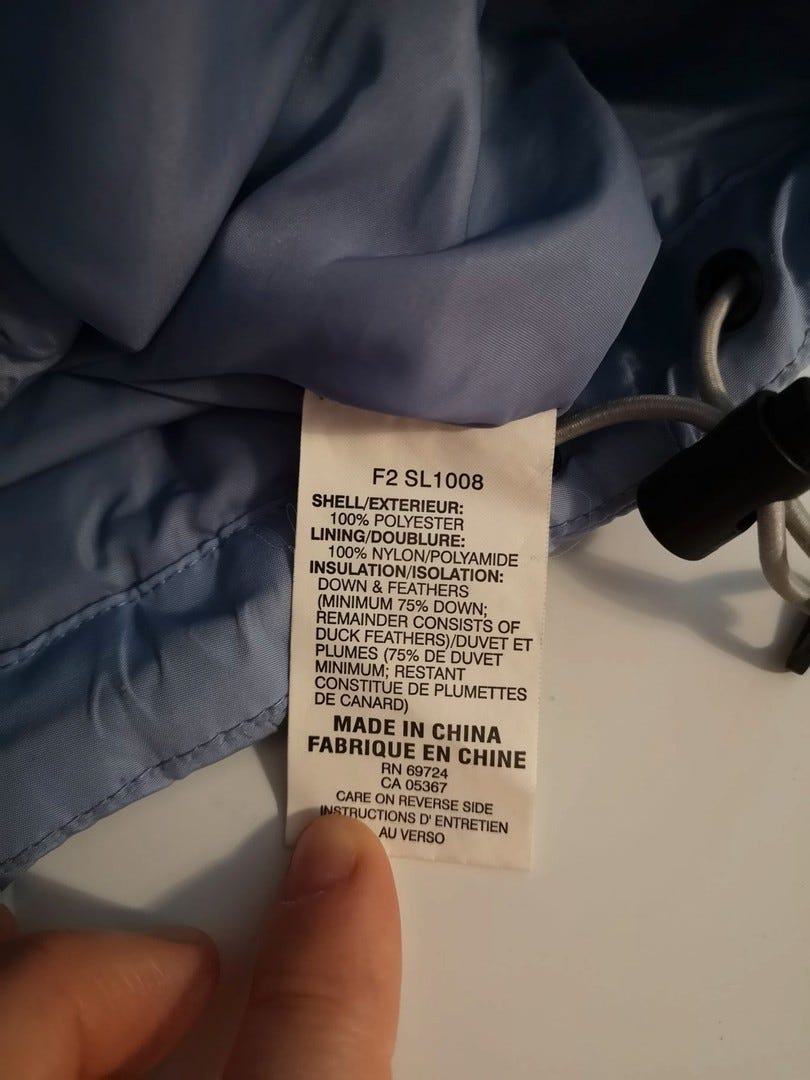 F2 SL1008
SHELL/EXTERIEUR:
100% POLYESTER
LINING/DOUBLURE:
100% NYLON/POLYAMIDE
INSULATION/ISOLATION:
DOWN & FEATHERS
(MINIMUM 75% DOWN;
REMAINDER CONSISTS OF
DUCK FEATHERS)/DUVET ET
PLUMES (75% DE DUVET
MINIMUM; RESTANT
CONSTITUE DE PLUMETTES
DE CANARD)
MADE IN CHINA
FABRIQUE EN CHINE
RN 69724
CA 05367
CARE ON REVERSE SIDE
INSTRUCTIONS D' ENTRETIEN
AU VERSO